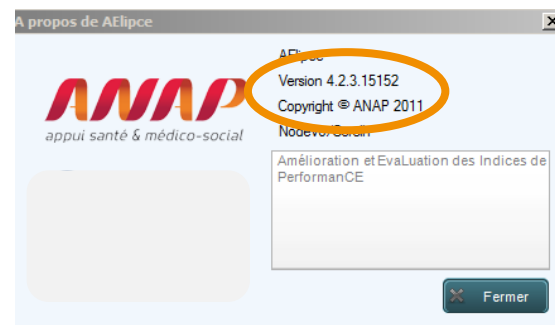 A propos de AElipce
AElipce
Version 4.2.3.15152
Copyright © ANAP 2011
ANAP
appui santé & médico-social
Amélioration et EvaLuation des Indices de
PerformanCE
Fermer